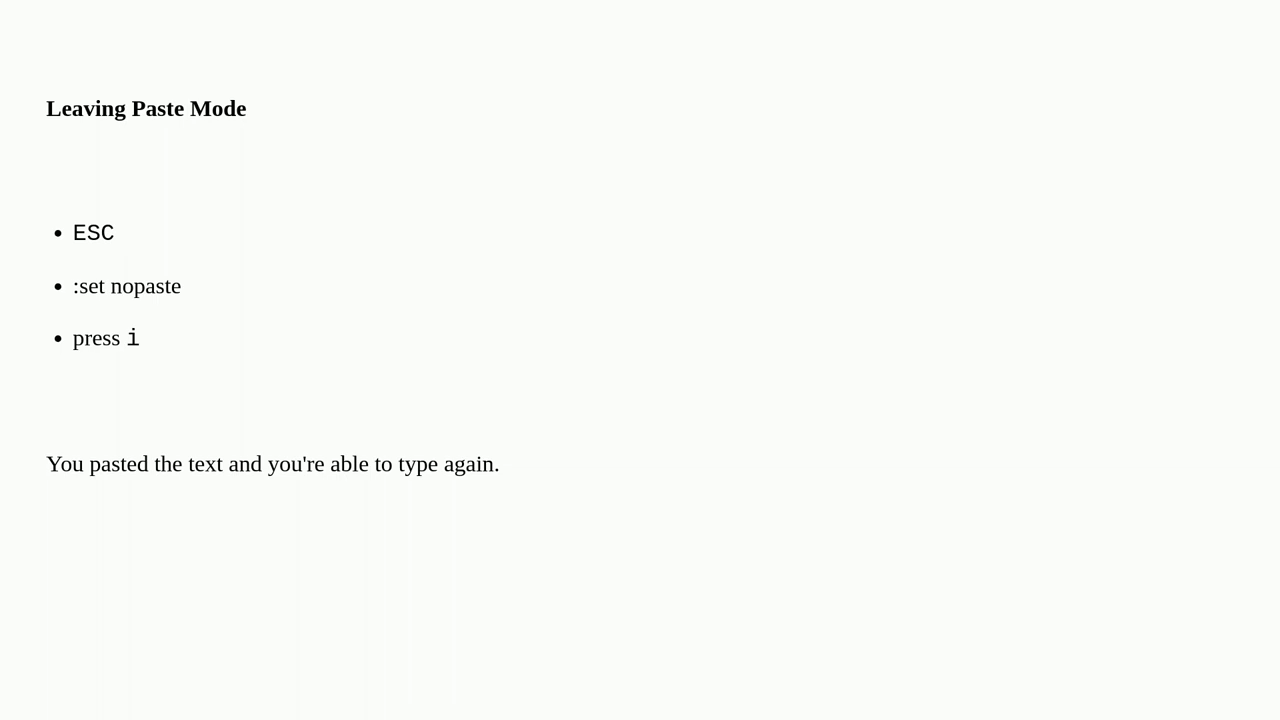 Leaving Paste Mode
• ESC
• :set nopaste
• press i
You pasted the text and you're able to type again.